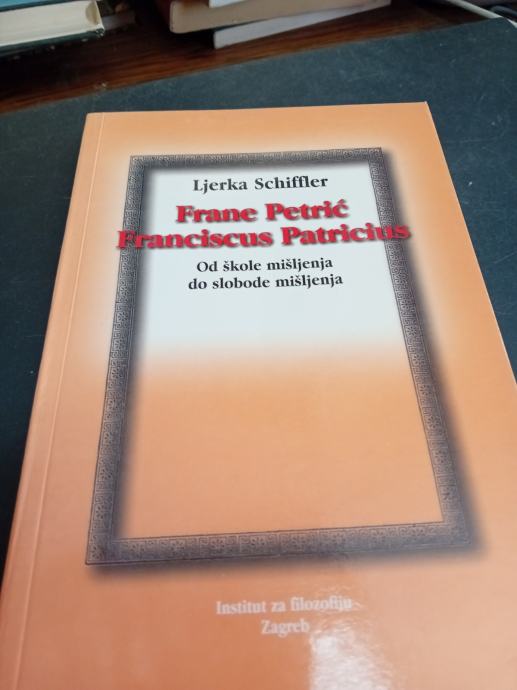 Ljerka Schiffler
Frane Petrić
Franciscus Patricius
Od škole mišljenja
do slobode mišljenja
Institut za filozofiju
Zagreb